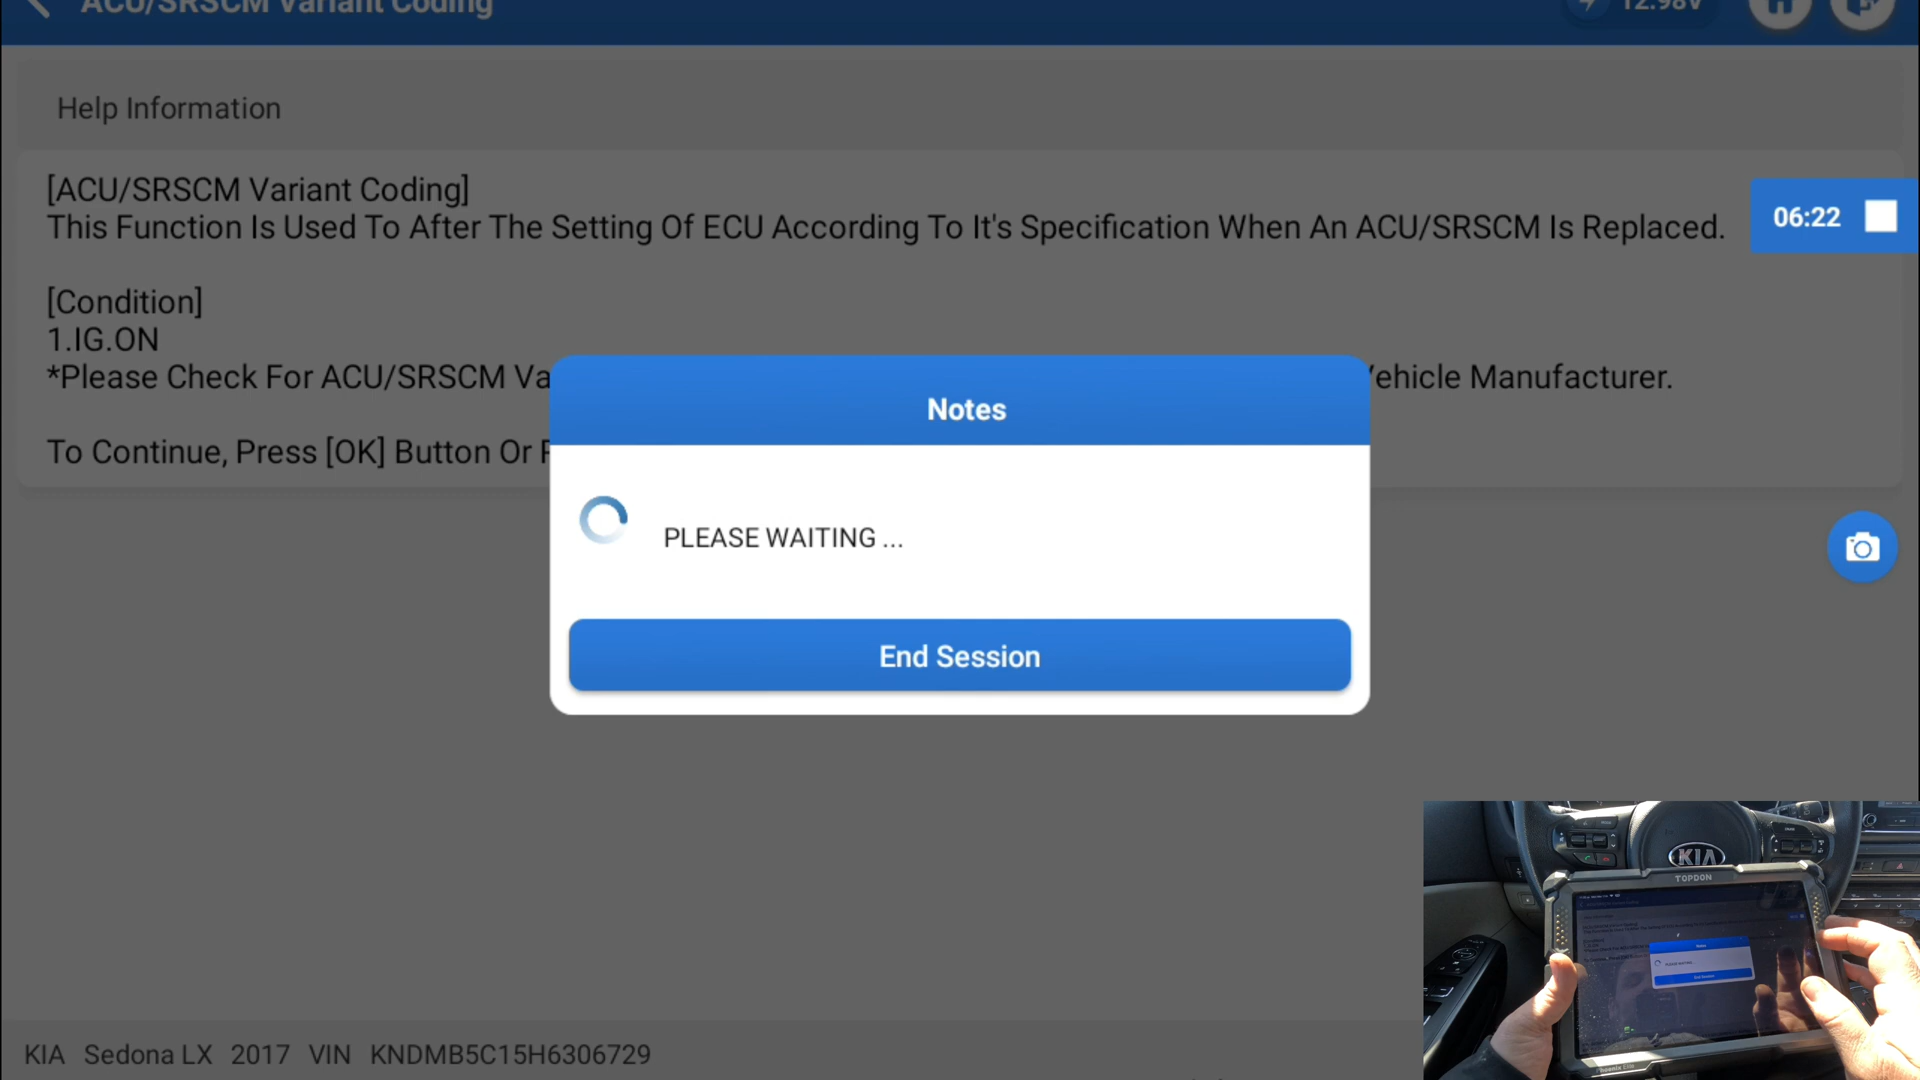 ACU/SRSCM Variant Coding
12.98V
Help Information
[ACU/SRSCM Variant Coding]
This Function Is Used To After The Setting Of ECU According To It's Specification When An ACU/SRSCM Is Replaced.
06:22
[Condition]
1.IG.ON
*Please Check For ACU/SRSCM Va
ehicle Manufacturer.
To Continue, Press [OK] Button Or
Notes
PLEASE WAITING ...
End Session
KIA
TOPDON
Notes
End Session
KIA Sedona LX 2017 VIN KNDMB5C15H6306729